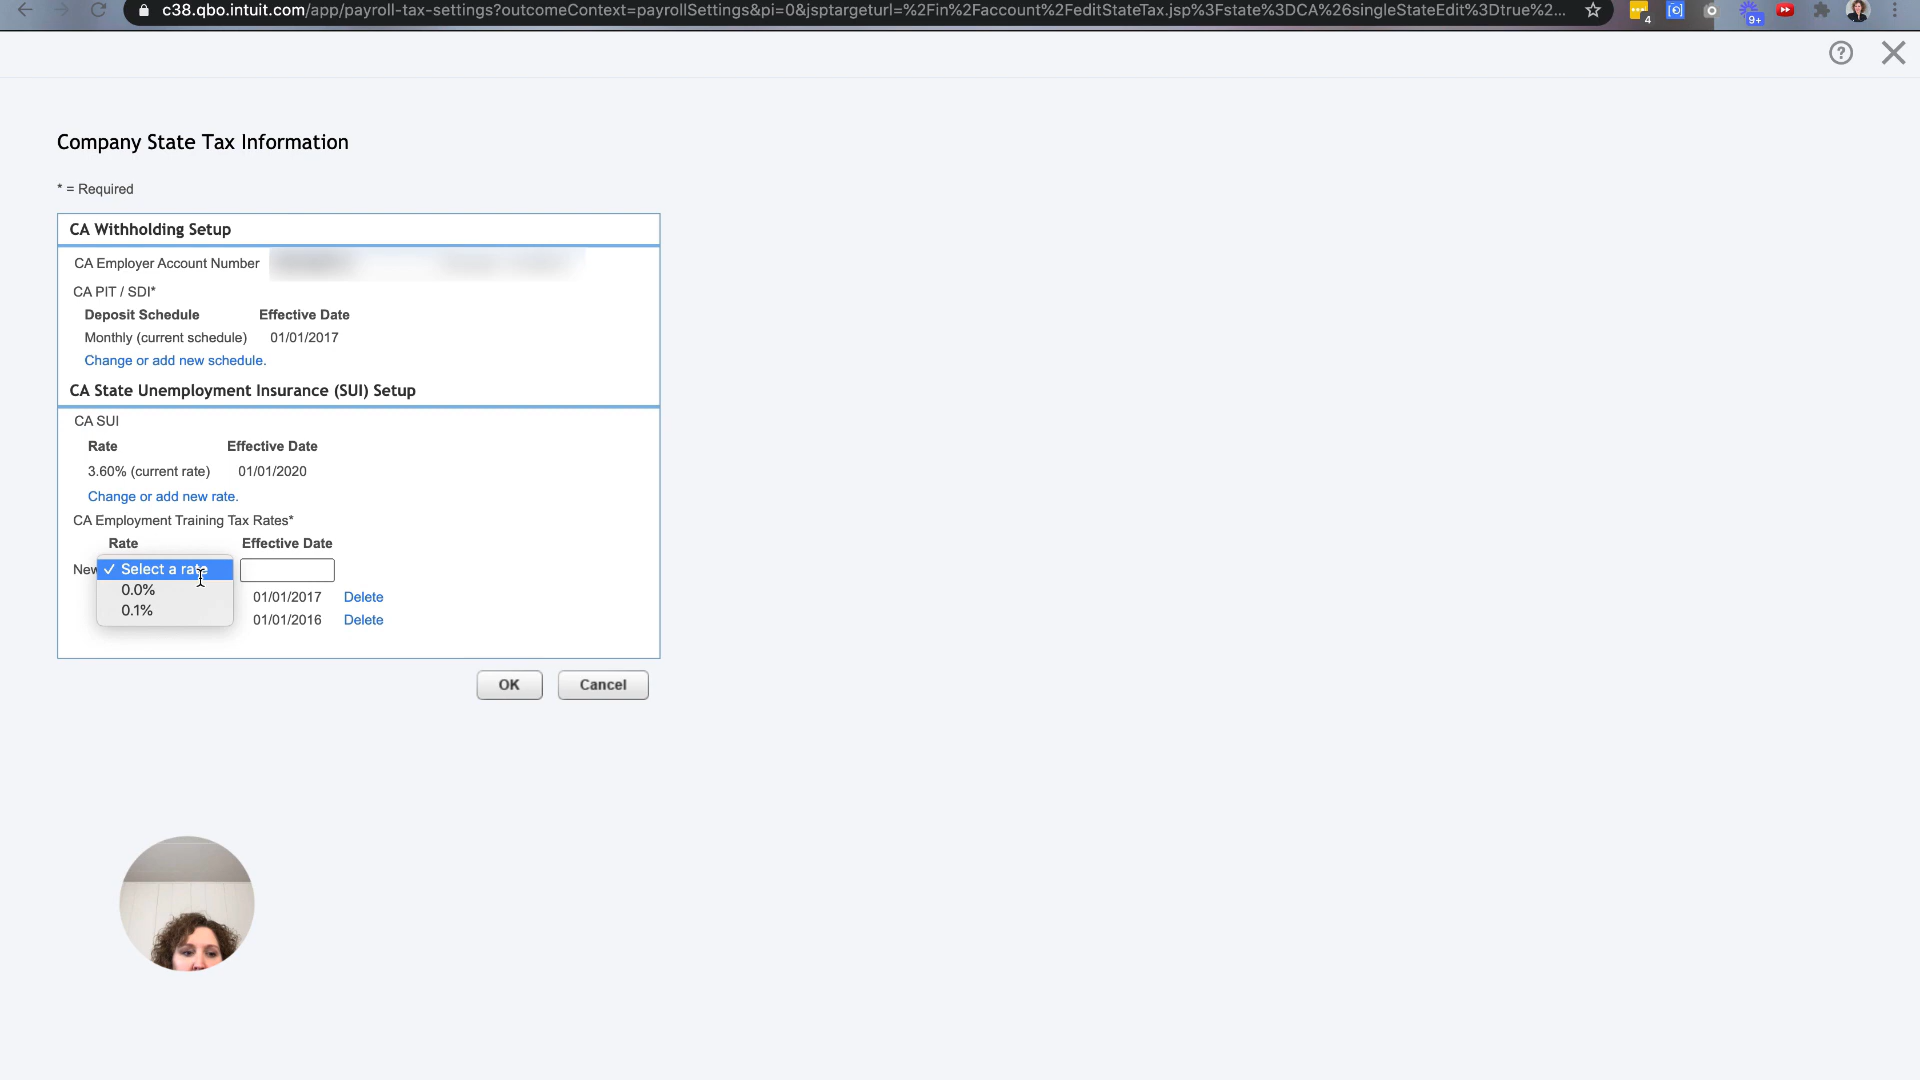 c38.qbo.intuit.com/app/payroll-tax-settings?outcomeContext=payrollSettings&pi=0&jsptargeturl=%2Fin%2Faccount%2FeditStateTax.jsp%3Fstate%3DCA%26singleStateEdit%3Dtrue%2...
4
9+
Company State Tax Information
* = Required
CA Withholding Setup
CA Employer Account Number
CA PIT / SDI*
Deposit Schedule Effective Date
Monthly (current schedule) 01/01/2017
Change or add new schedule.
CA State Unemployment Insurance (SUI) Setup
CA SUI
Rate Effective Date
3.60% (current rate) 01/01/2020
Change or add new rate.
CA Employment Training Tax Rates*
Rate Effective Date
New ✓ Select a rate
0.0%
0.1%
01/01/2017 Delete
01/01/2016 Delete
OK Cancel